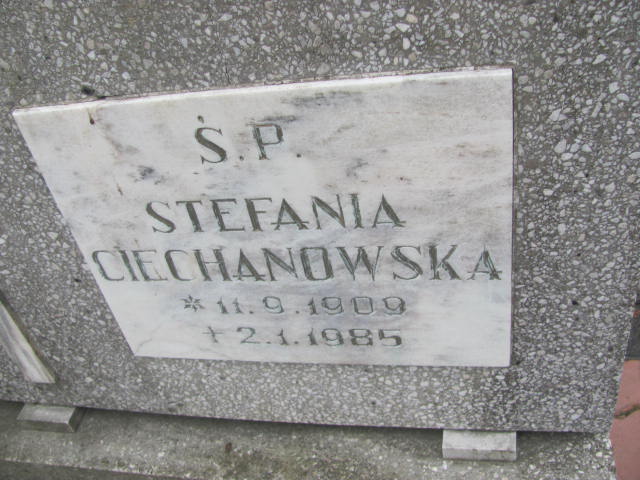 Ś.P.
STEFANIA
CIECHANOWSKA
* 11.9.1909
+ 2.1.1985